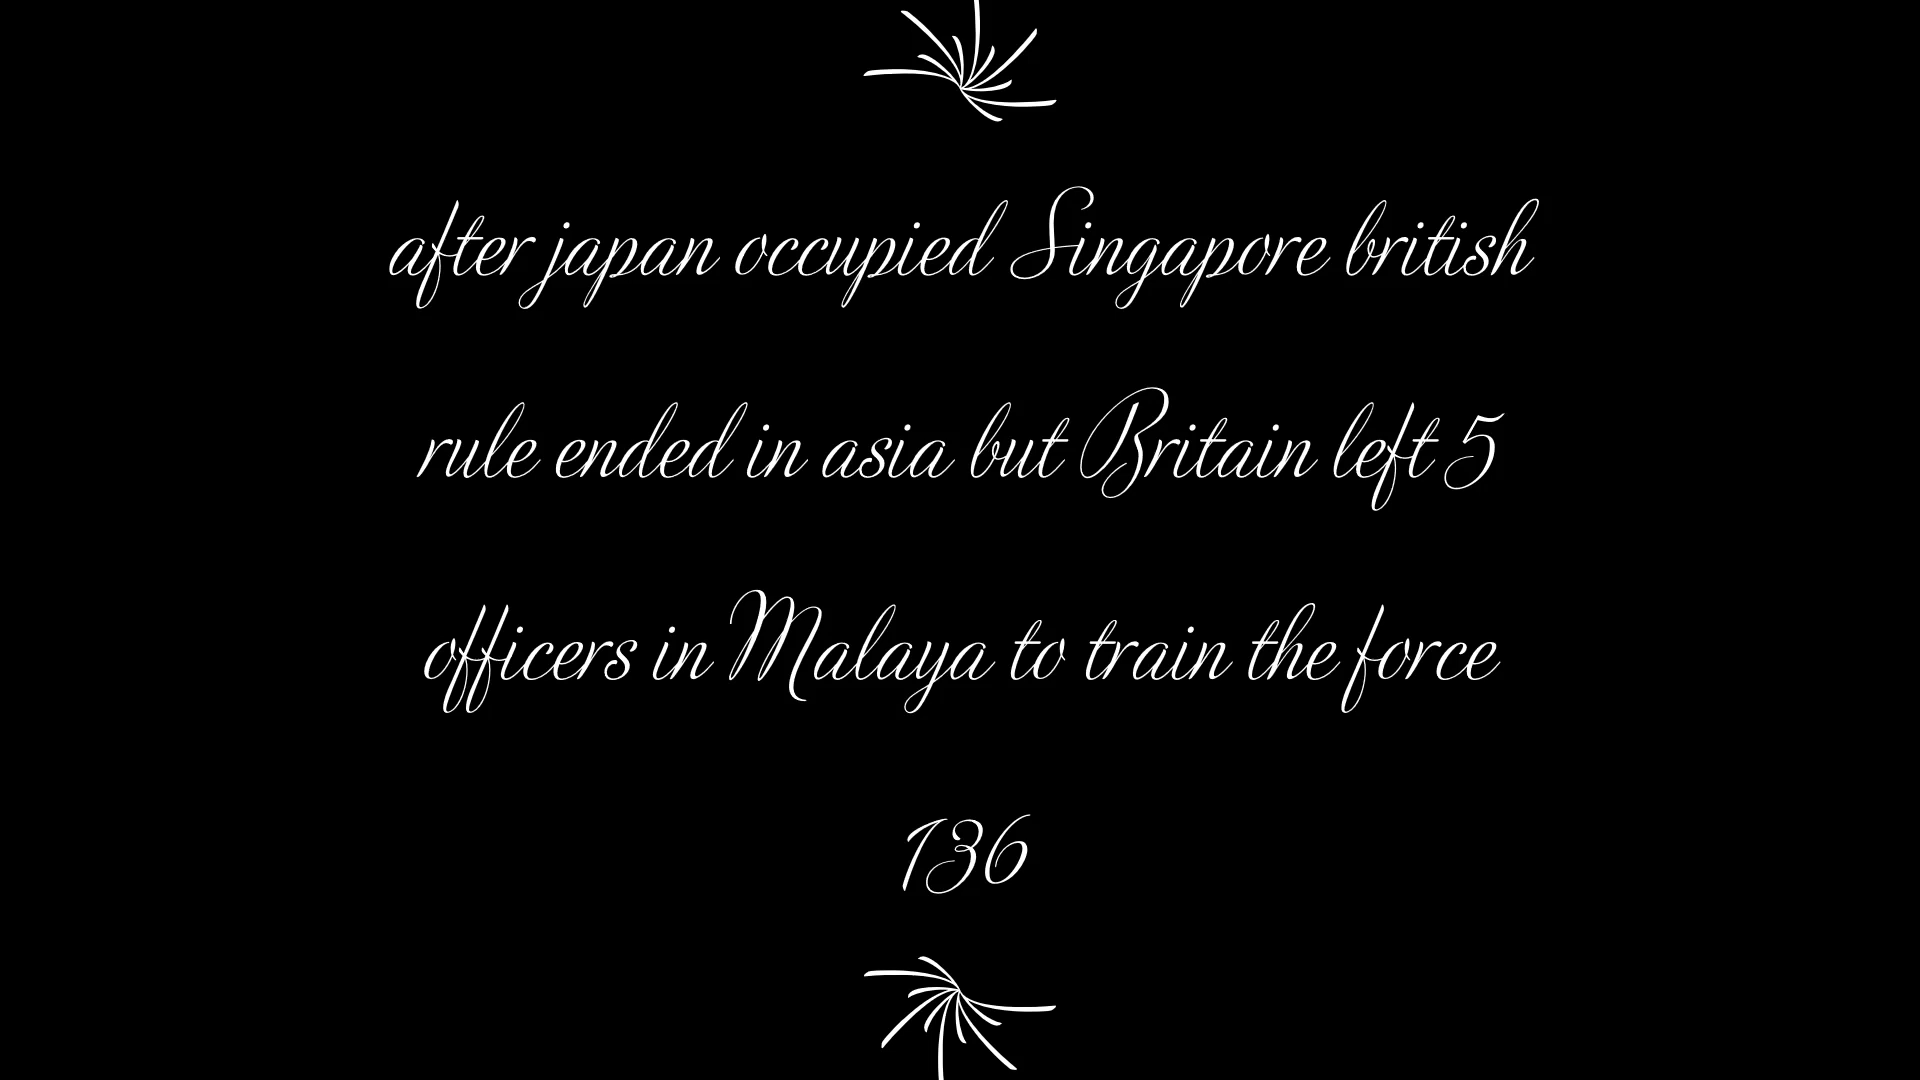 after japan occupied Singapore british
rule ended in asia but Britain left 5
officers in Malaya to train the force
136